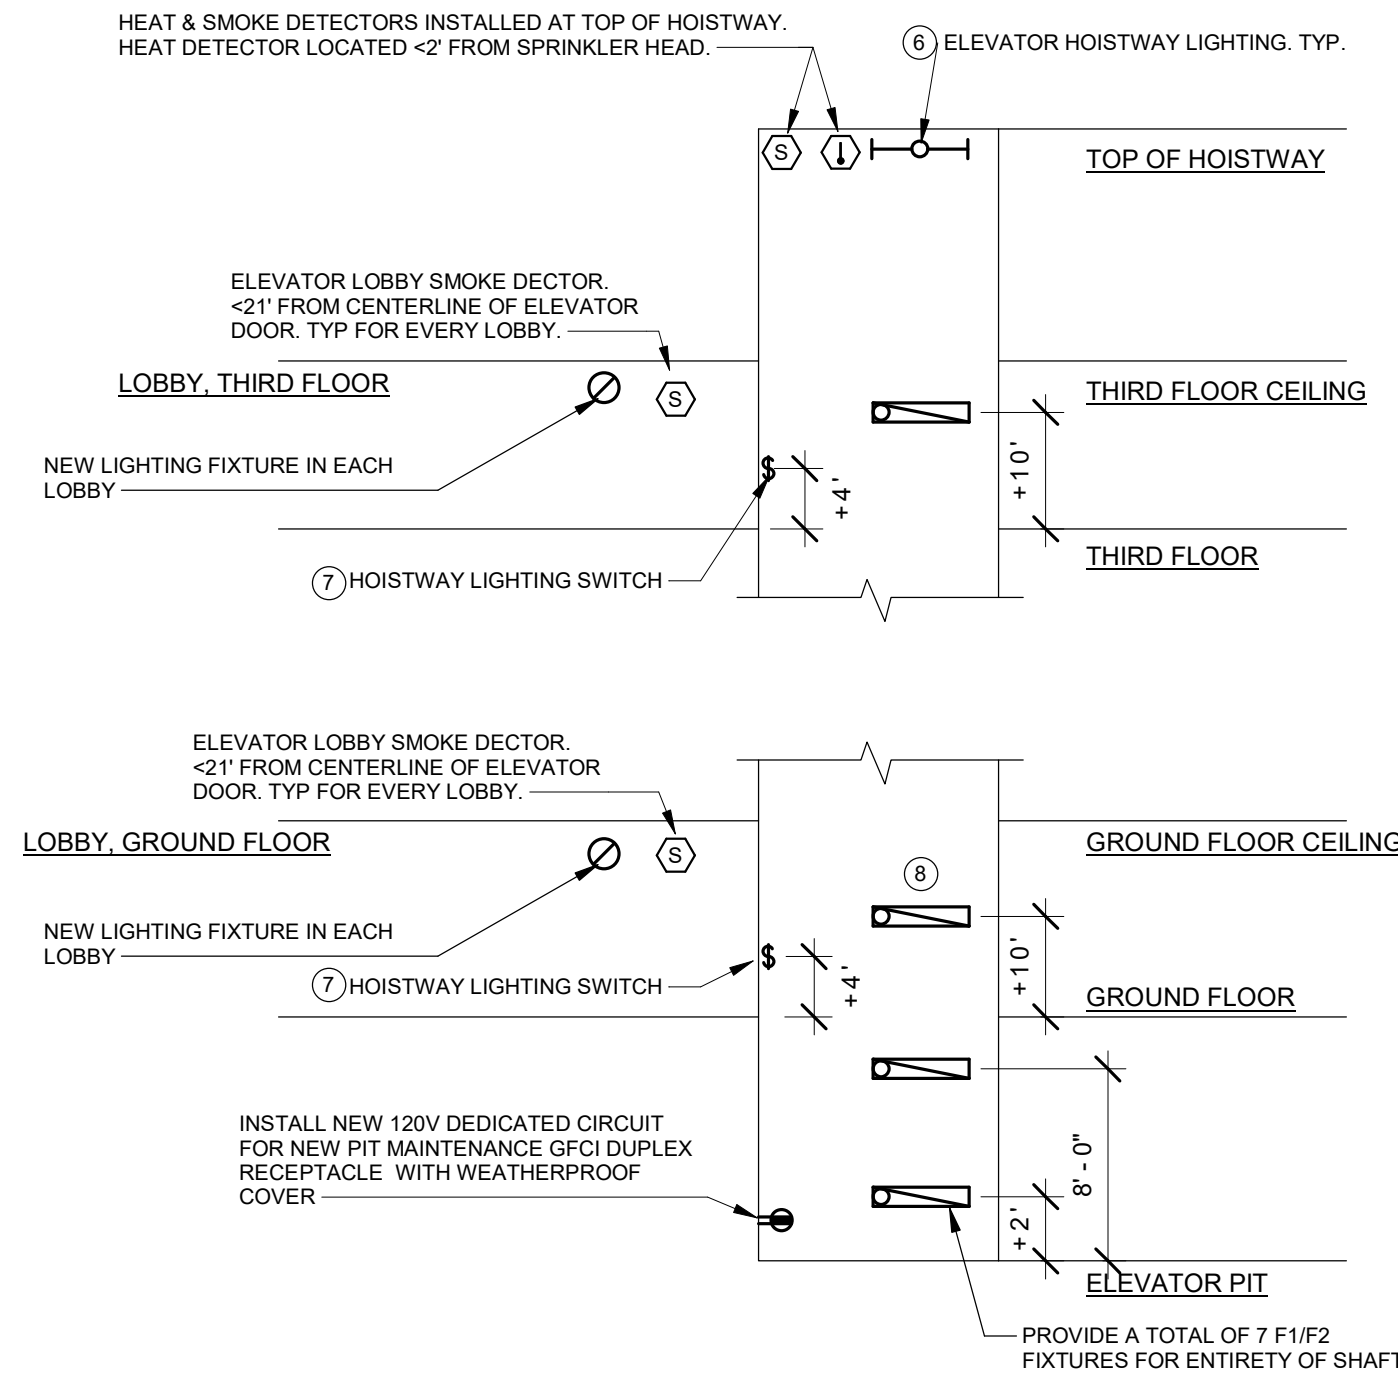 HEAT & SMOKE DETECTORS INSTALLED AT TOP OF HOISTWAY.
HEAT DETECTOR LOCATED <2' FROM SPRINKLER HEAD.
6 ELEVATOR HOISTWAY LIGHTING. TYP.
S
TOP OF HOISTWAY
ELEVATOR LOBBY SMOKE DECTOR.
<21' FROM CENTERLINE OF ELEVATOR
DOOR. TYP FOR EVERY LOBBY.
LOBBY, THIRD FLOOR
S
THIRD FLOOR CEILING
NEW LIGHTING FIXTURE IN EACH
LOBBY
$
+4'
+10'
THIRD FLOOR
7 HOISTWAY LIGHTING SWITCH
ELEVATOR LOBBY SMOKE DECTOR.
<21' FROM CENTERLINE OF ELEVATOR
DOOR. TYP FOR EVERY LOBBY.
LOBBY, GROUND FLOOR
S
GROUND FLOOR CEILING
8
NEW LIGHTING FIXTURE IN EACH
LOBBY
$
7 HOISTWAY LIGHTING SWITCH
+4'
+10'
GROUND FLOOR
INSTALL NEW 120V DEDICATED CIRCUIT
FOR NEW PIT MAINTENANCE GFCI DUPLEX
RECEPTACLE WITH WEATHERPROOF
COVER
8' - 0"
+2'
ELEVATOR PIT
PROVIDE A TOTAL OF 7 F1/F2
FIXTURES FOR ENTIRETY OF SHAFT